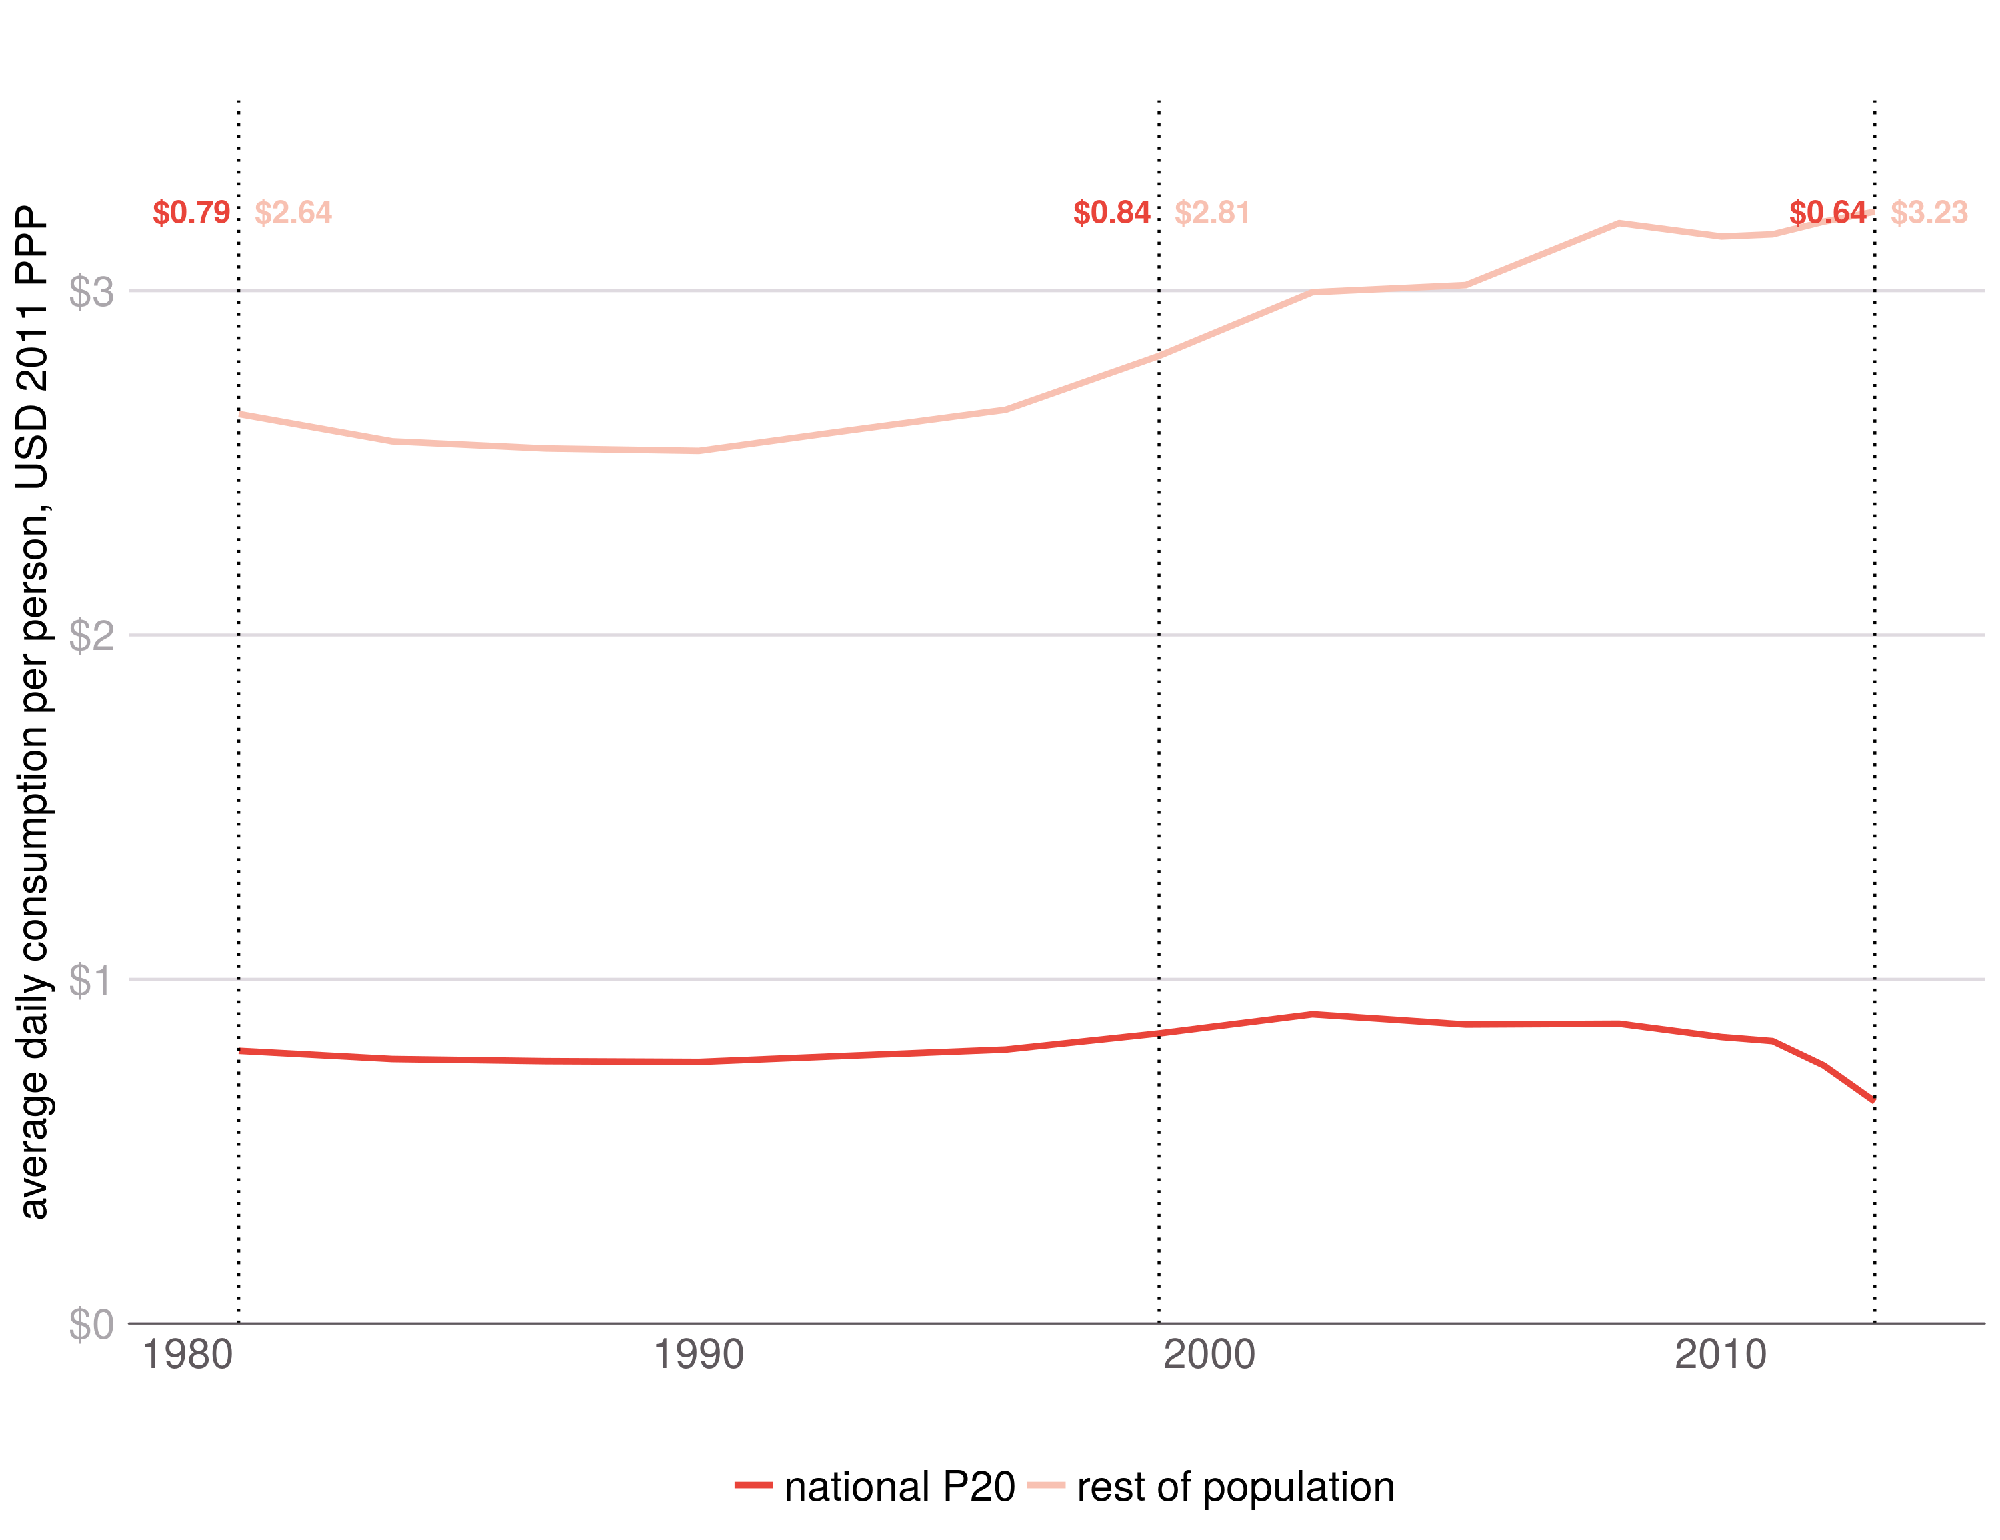 average daily consumption per person, USD 2011 PPP
$0.79 $2.64
$0.84 $2.81
$0.64 $3.23
$3
$2
$1
$0
1980 1990 2000 2010
national P20 rest of population